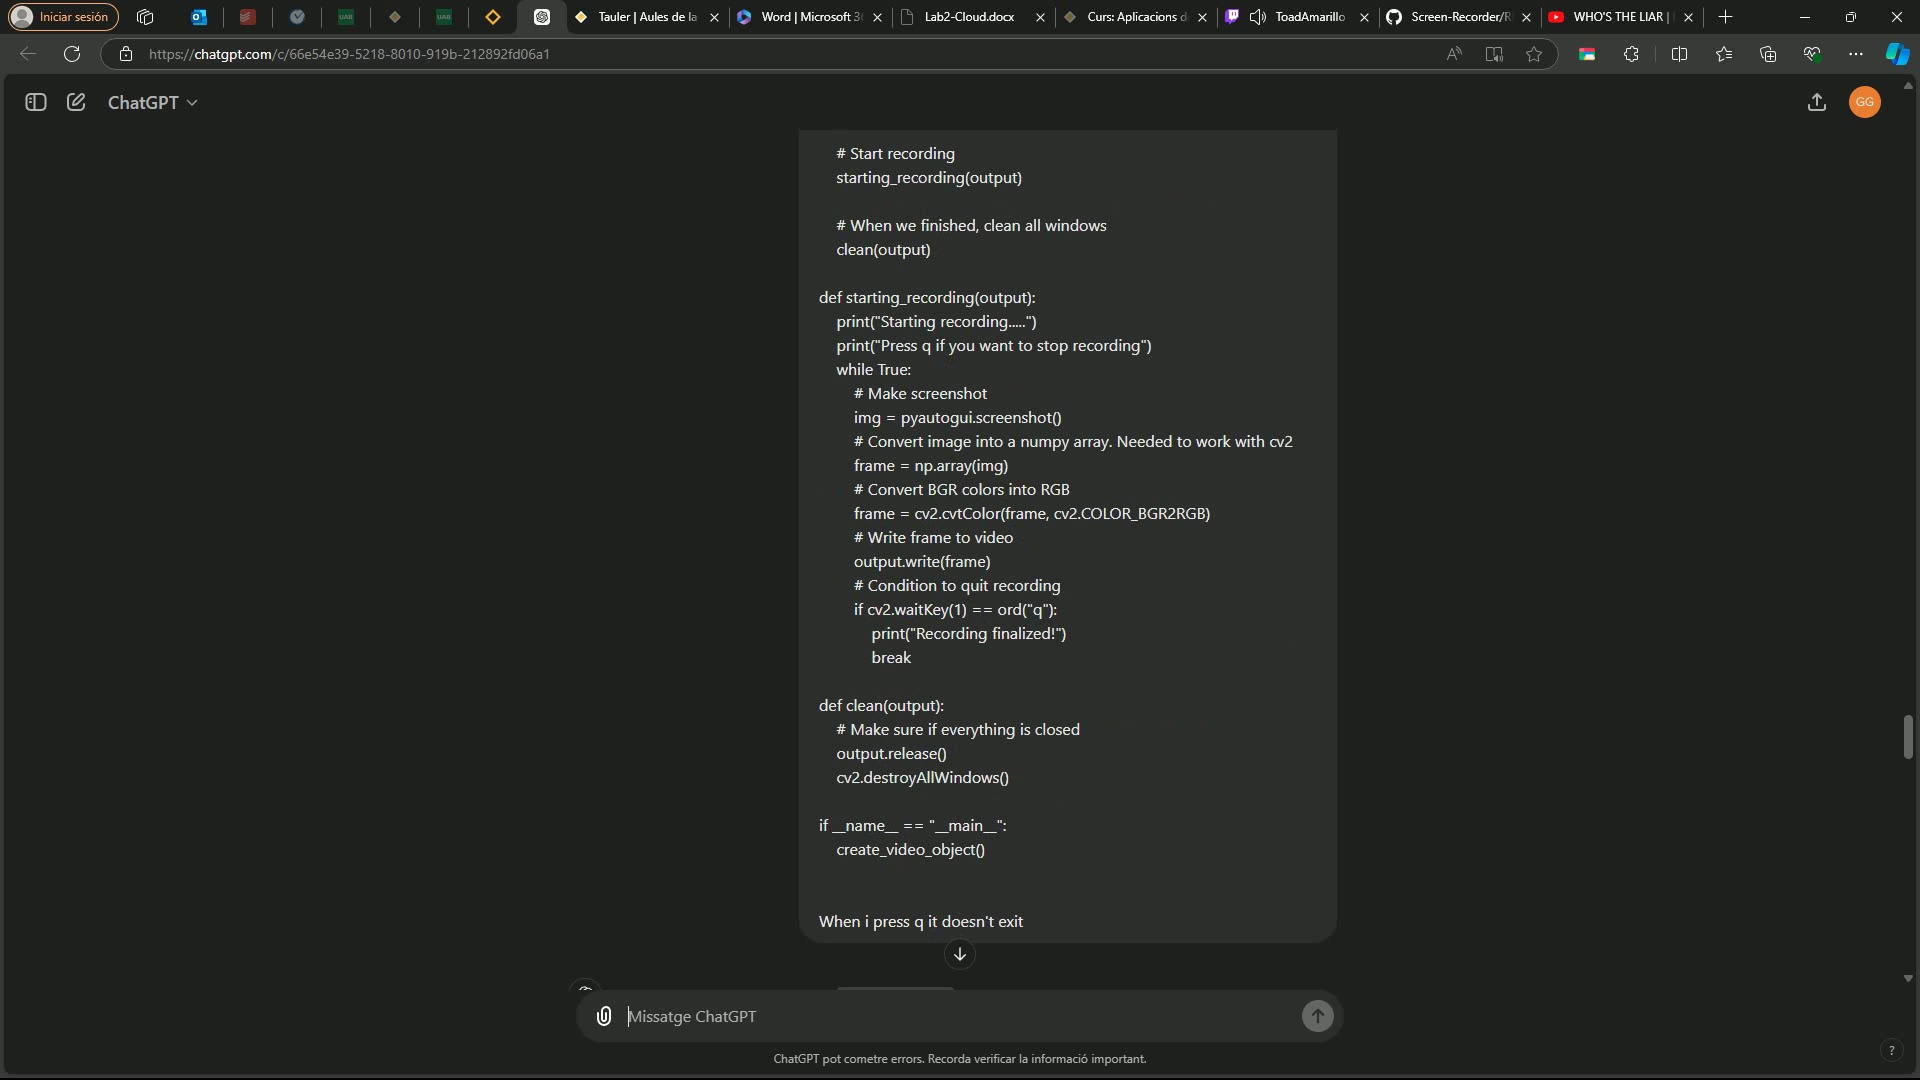 Iniciar sesión
UAB
UAB
Tauler | Aules de la
Word | Microsoft 3
Lab2-Cloud.docx
Curs: Aplicacions d
ToadAmarillo
Screen-Recorder/R
WHO'S THE LIAR |
https://chatgpt.com/c/66e54e39-5218-8010-919b-212892fd06a1
ChatGPT
GG
# Start recording
starting_recording(output)
# When we finished, clean all windows
clean(output)
def starting_recording(output):
print("Starting recording.....")
print("Press q if you want to stop recording")
while True:
# Make screenshot
img = pyautogui.screenshot()
# Convert image into a numpy array. Needed to work with cv2
frame = np.array(img)
# Convert BGR colors into RGB
frame = cv2.cvtColor(frame, cv2.COLOR_BGR2RGB)
# Write frame to video
output.write(frame)
# Condition to quit recording
if cv2.waitKey(1) == ord("q"):
print("Recording finalized!")
break
def clean(output):
# Make sure if everything is closed
output.release()
cv2.destroyAllWindows()
if __name__ == "__main__":
create_video_object()
When i press q it doesn't exit
Missatge ChatGPT
ChatGPT pot cometre errors. Recorda verificar la informació important.
?